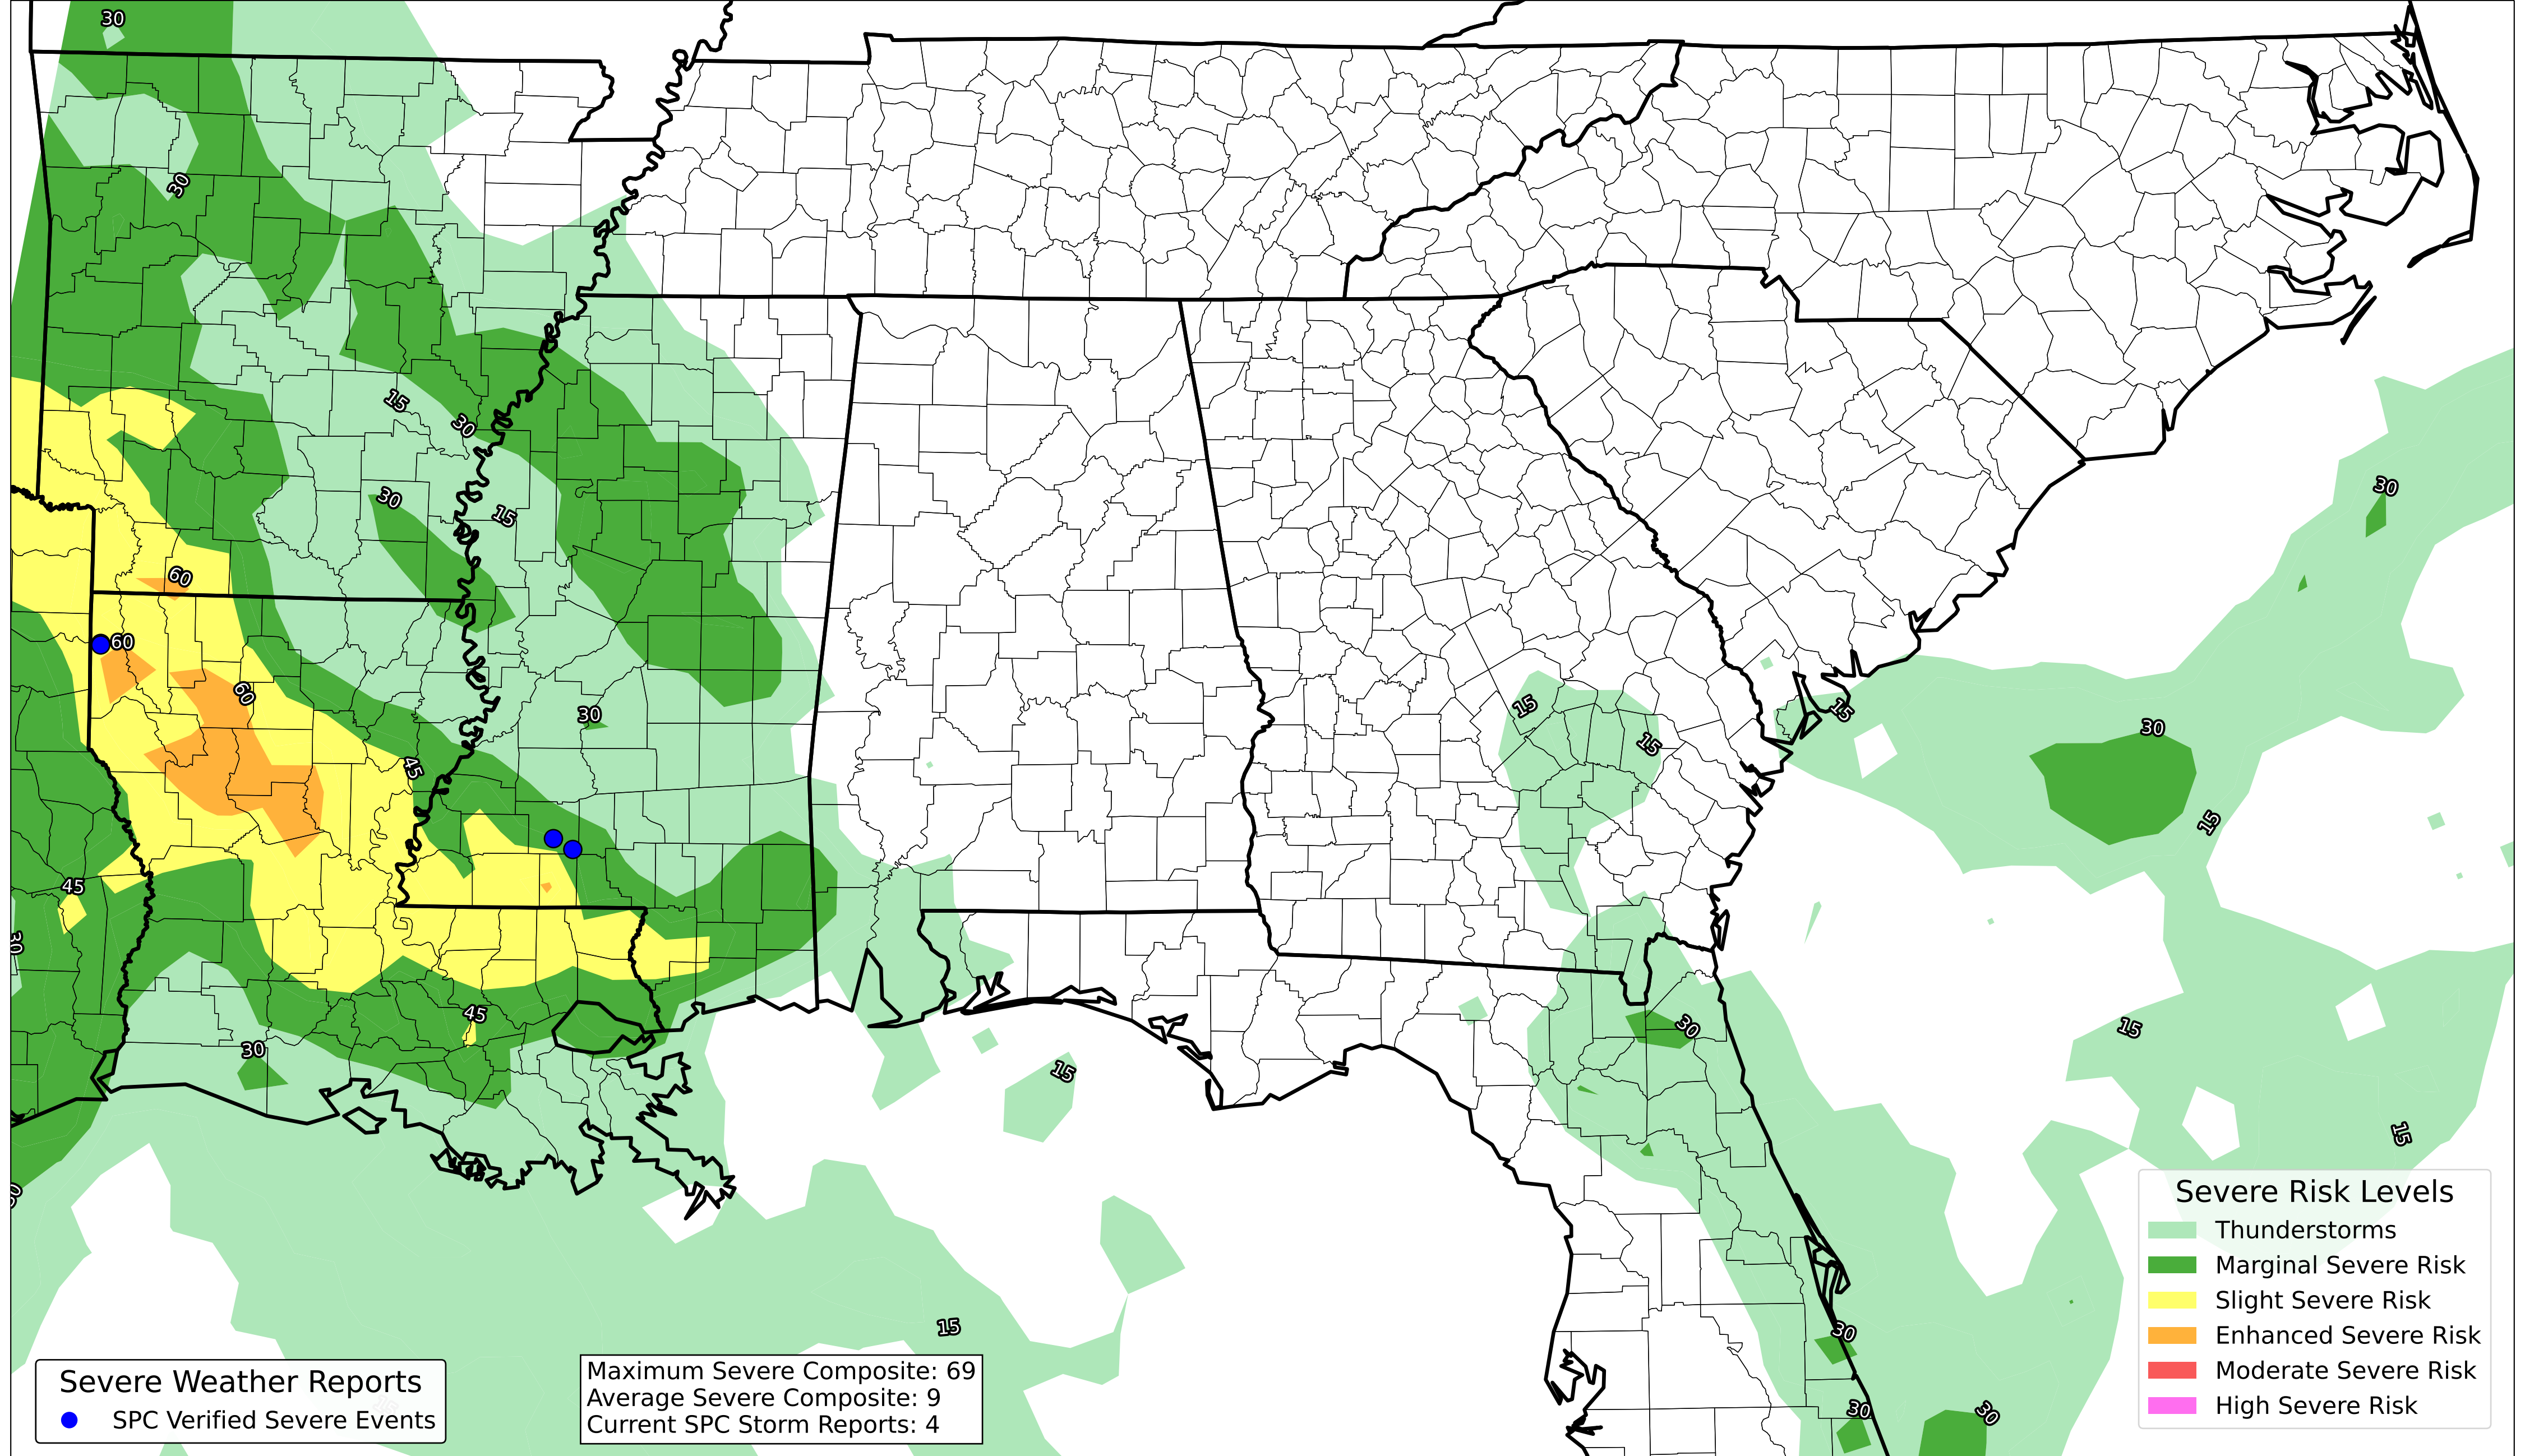 30
30
15
30
30
15
30
60
60
60
15
15
15
30
30
45
15
45
30
45
30
30
15
15
15
30
15
30
30
Severe Risk Levels
Thunderstorms
Marginal Severe Risk
Slight Severe Risk
Enhanced Severe Risk
Moderate Severe Risk
High Severe Risk
Severe Weather Reports
SPC Verified Severe Events
Maximum Severe Composite: 69
Average Severe Composite: 9
Current SPC Storm Reports: 4